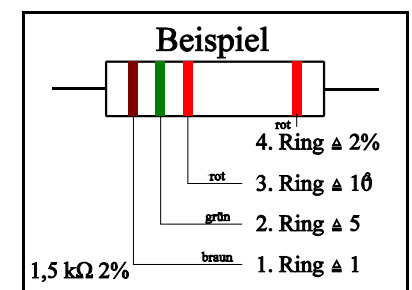 Beispiel
rot
4. Ring ≙ 2%
rot
3. Ring ≙ 10
grün
2. Ring ≙ 5
braun
1. Ring ≙ 1
1,5 kΩ 2%